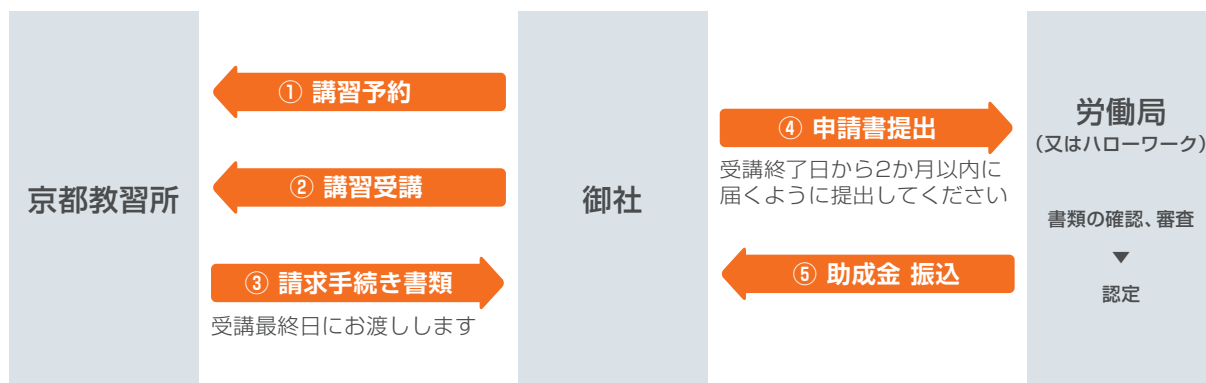 京都教習所
① 講習予約
② 講習受講
③ 請求手続き書類
受講最終日にお渡しします
御社
④ 申請書提出
受講終了日から2か月以内に
届くように提出してください
⑤ 助成金 振込
労働局
(又はハローワーク)
書類の確認、審査
▼
認定